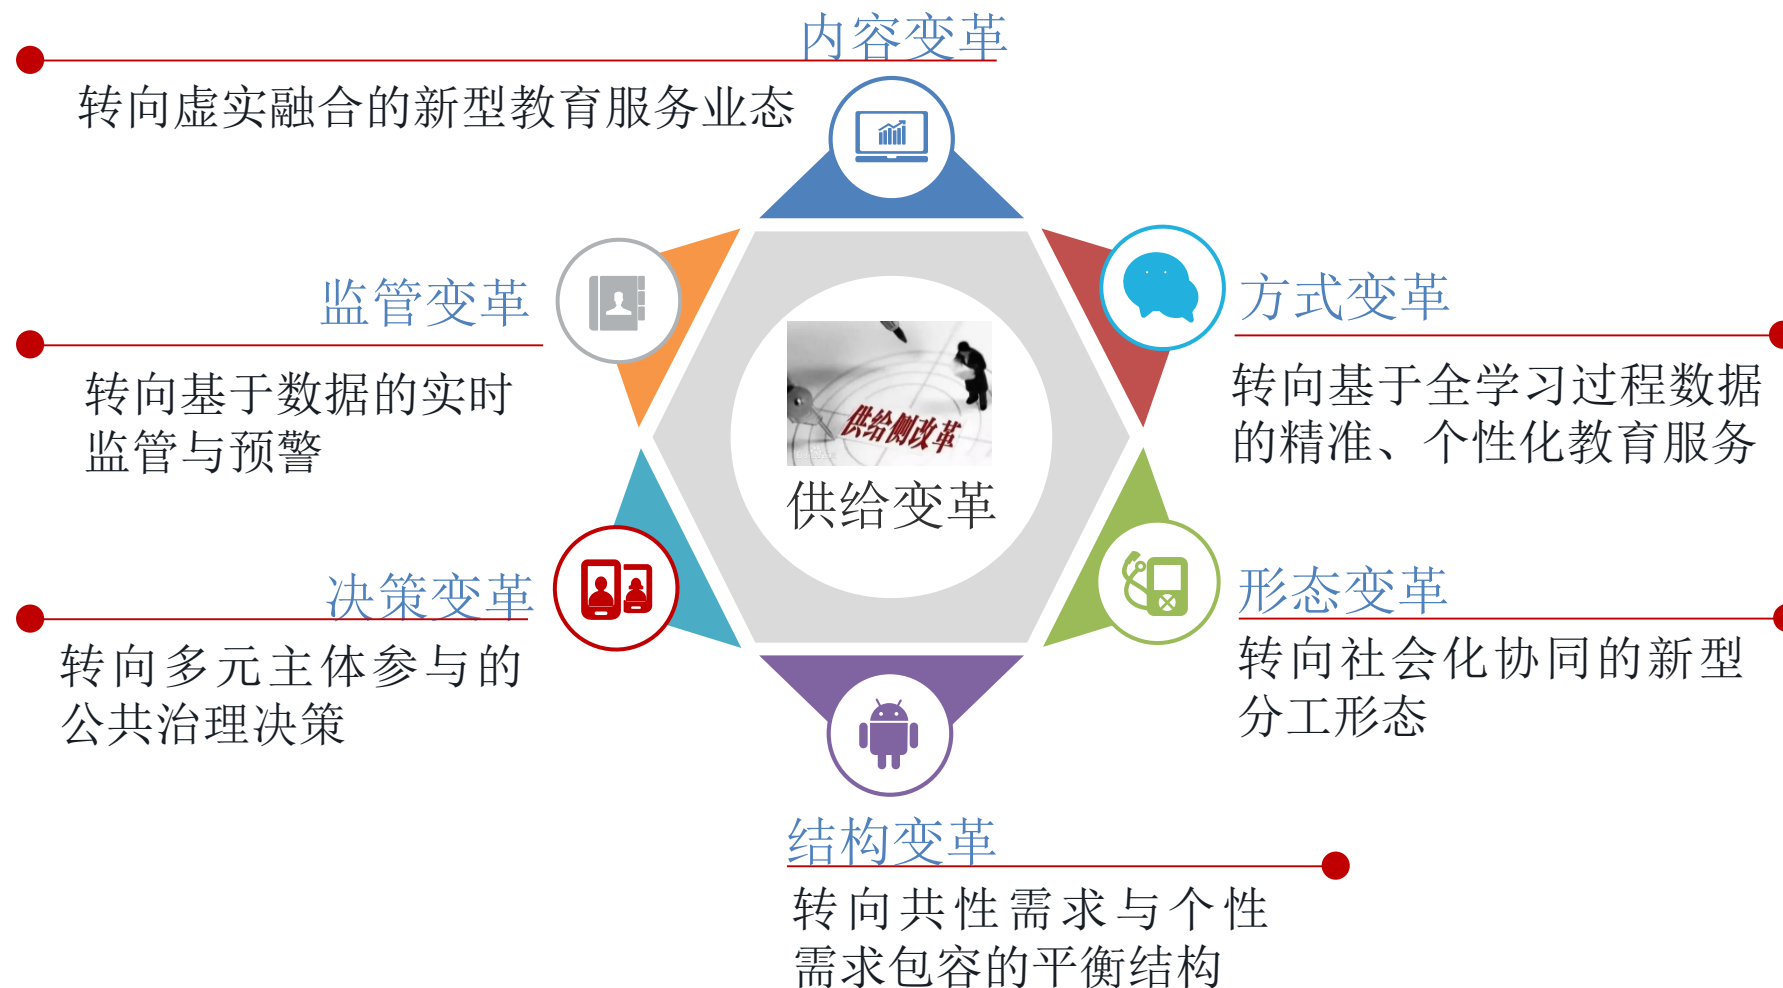 内容变革
转向虚实融合的新型教育服务业态
监管变革
转向基于数据的实时
监管与预警
方式变革
转向基于全学习过程数据
的精准、个性化教育服务
供给侧改革
供给变革
决策变革
转向多元主体参与的
公共治理决策
形态变革
转向社会化协同的新型
分工形态
结构变革
转向共性需求与个性
需求包容的平衡结构